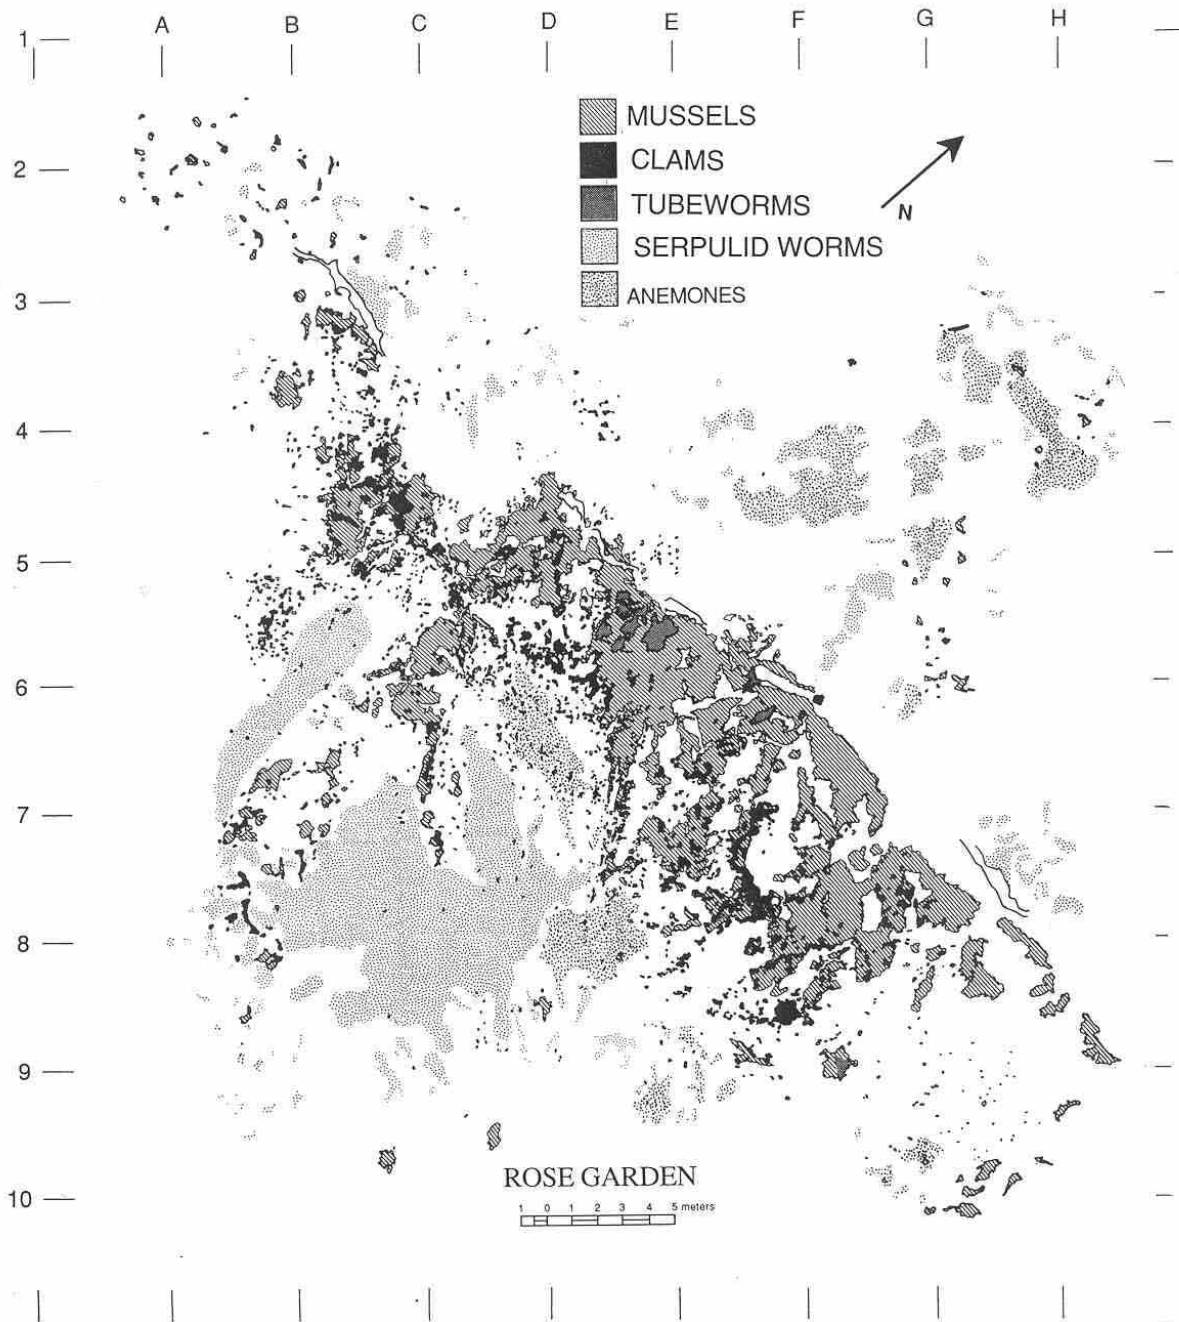 A B C D E F G H
1
MUSSELS
CLAMS
2
TUBEWORMS
N
SERPULID WORMS
ANEMONES
3
4
5
6
7
8
9
ROSE GARDEN
10
1 0 1 2 3 4 5 meters